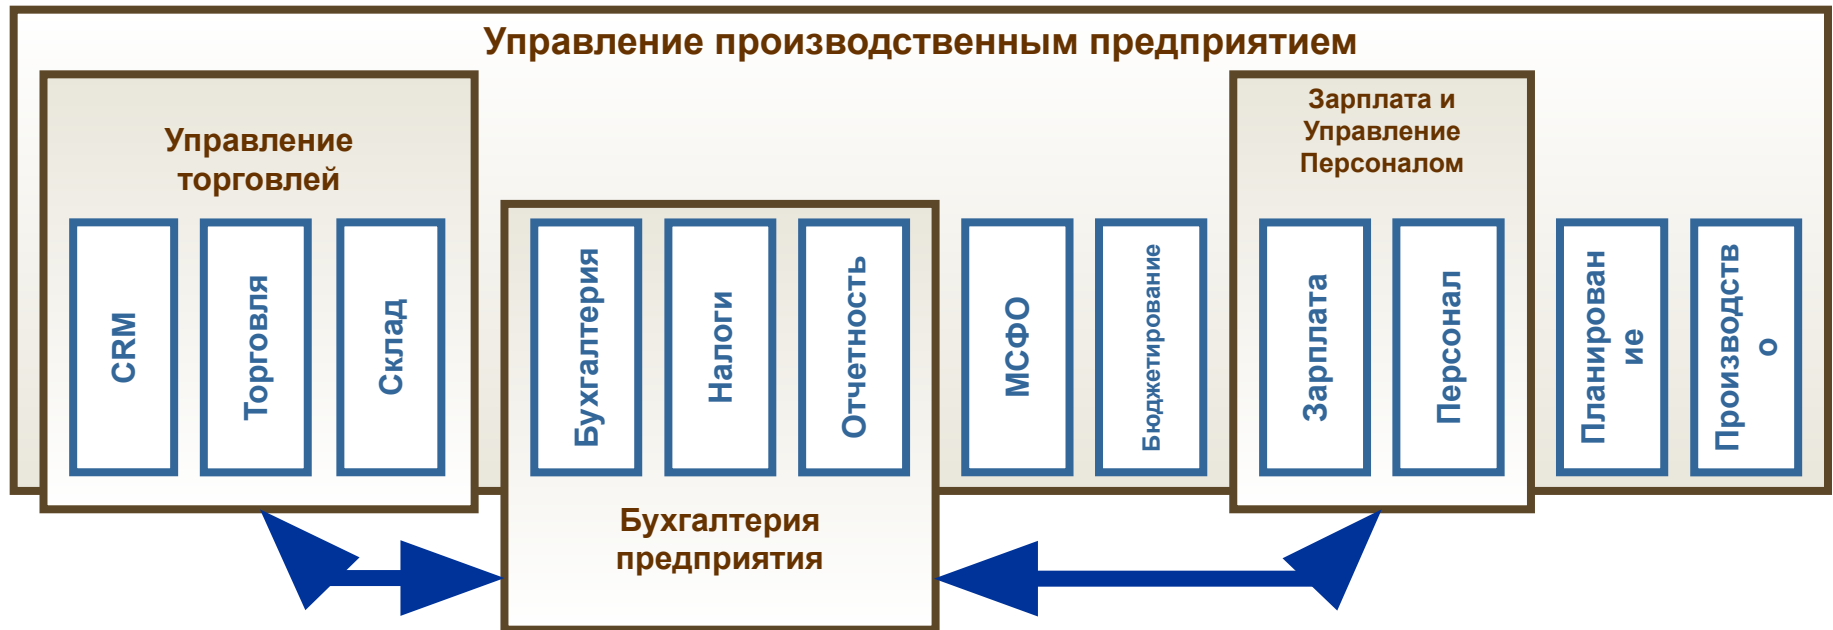 Управление производственным предприятием
Управление
торговлей
Зарплата и
Управление
Персоналом
CRM
Торговля
Склад
Бухгалтерия
Налоги
Отчетность
МСФО
Бюджетирование
Зарплата
Персонал
Планирован
ие
Производств
о
Бухгалтерия
предприятия